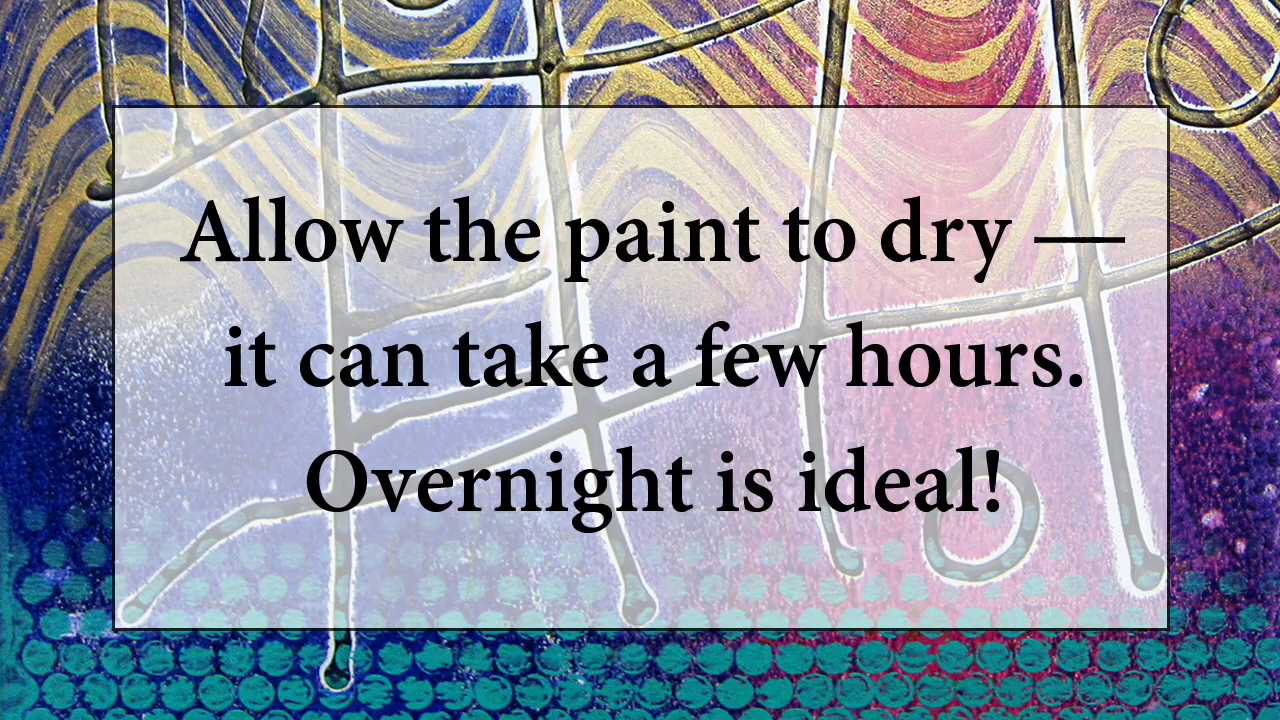 Allow the paint to dry —
it can take a few hours.
Overnight is ideal!